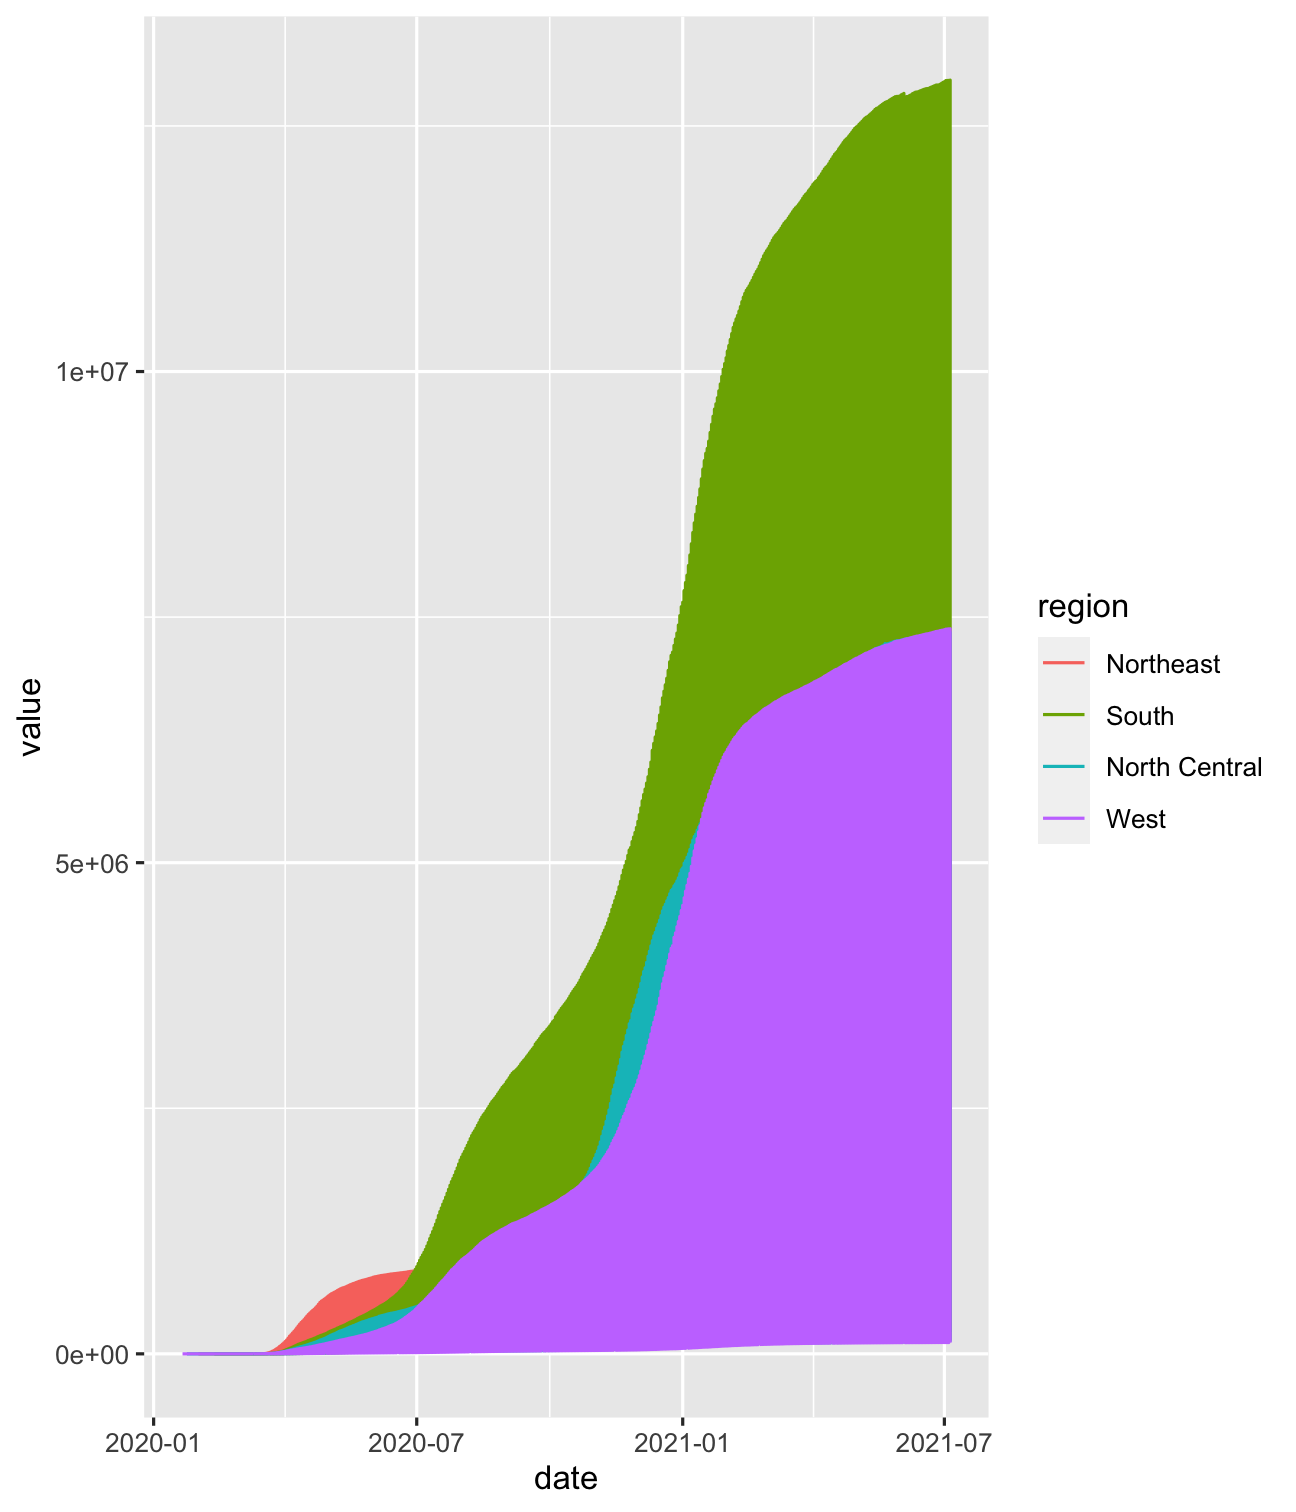 value
1e+07
5e+06
0e+00
2020-01
2020-07
2021-01
2021-07
date
region
Northeast
South
North Central
West